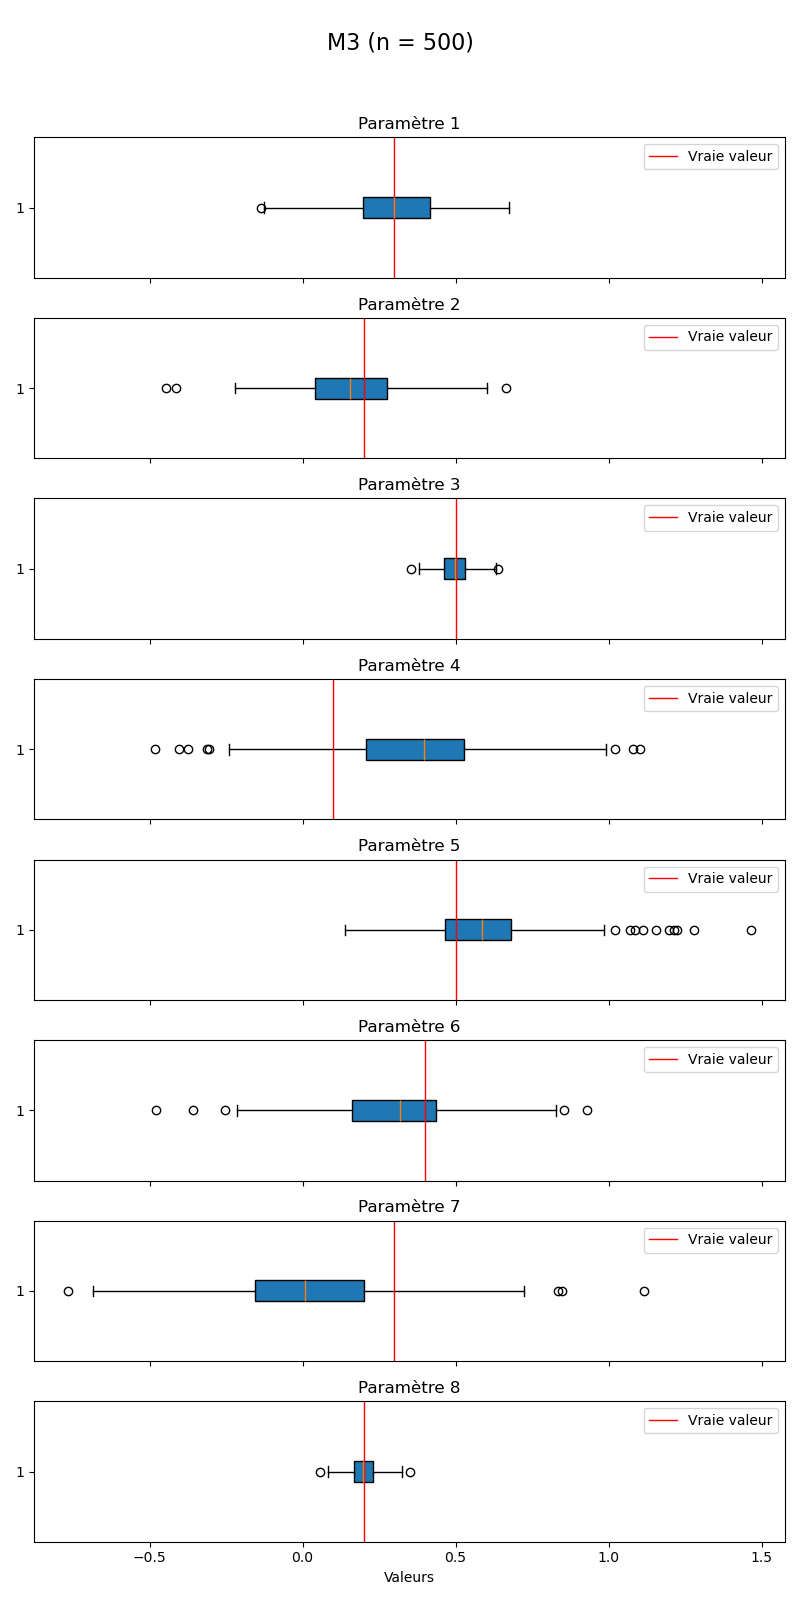 M3 (n = 500)
Paramètre 1
Vraie valeur
1
Paramètre 2
Vraie valeur
1
Paramètre 3
Vraie valeur
1
Paramètre 4
Vraie valeur
1
Paramètre 5
Vraie valeur
1
Paramètre 6
Vraie valeur
1
Paramètre 7
Vraie valeur
1
Paramètre 8
Vraie valeur
1
−0.5 0.0 0.5 1.0 1.5
Valeurs